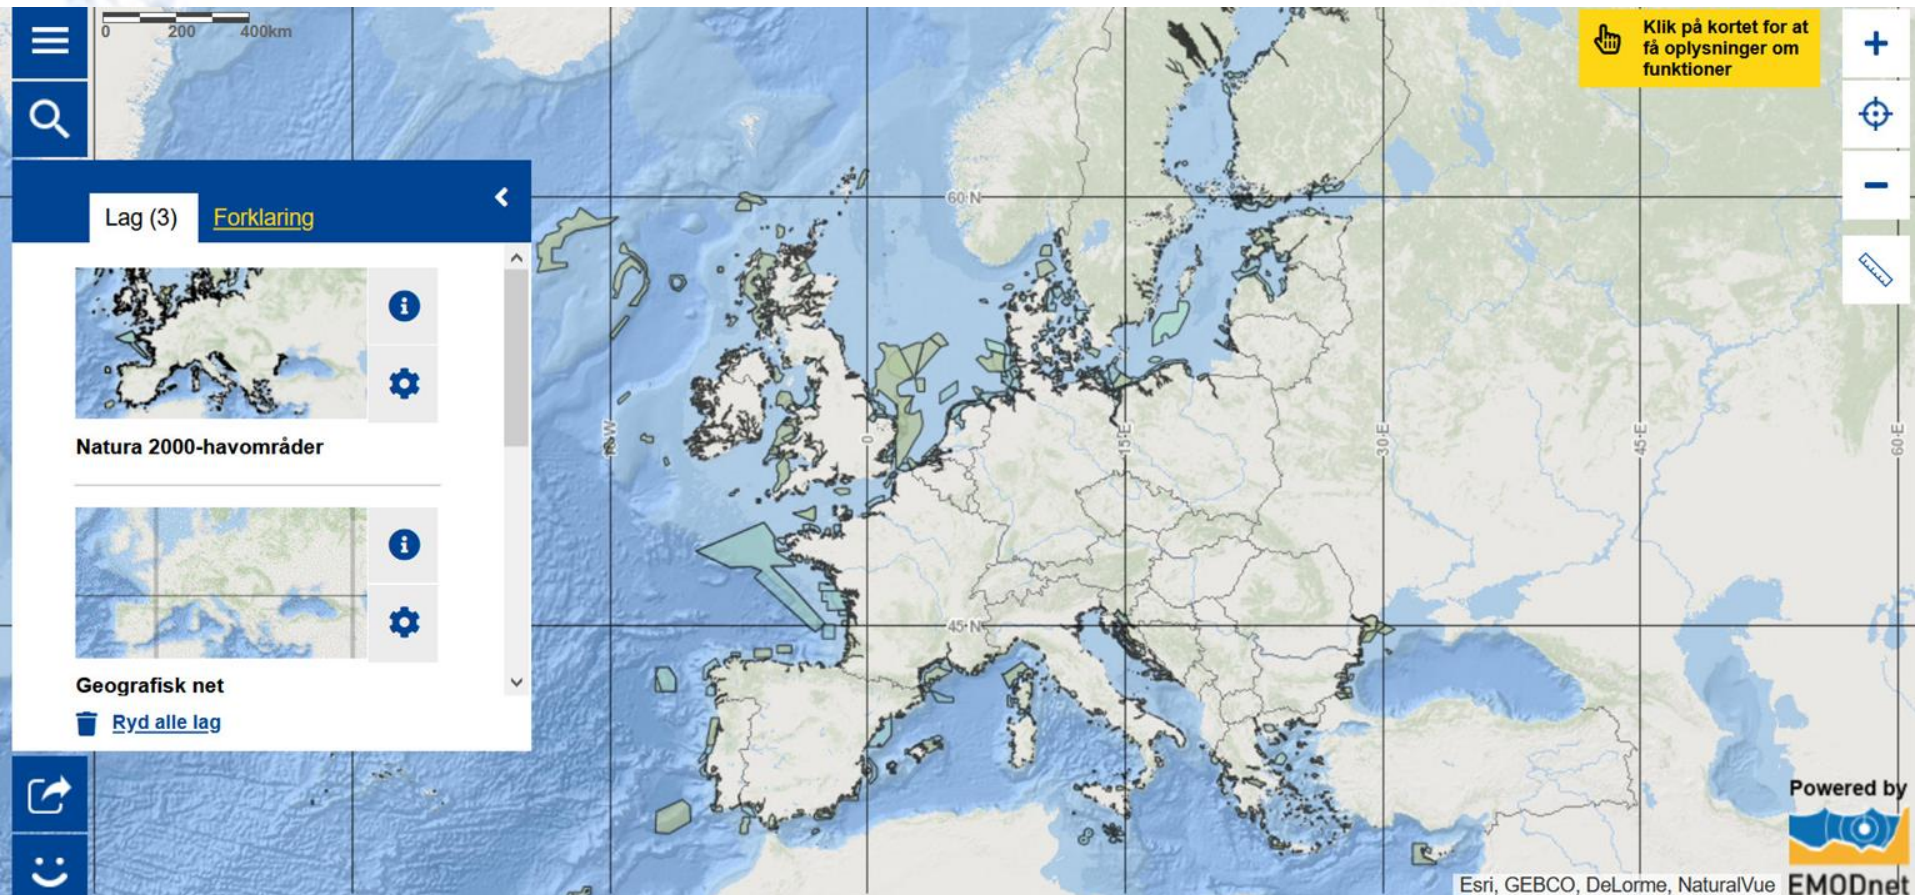 0 200 400km
Klik på kortet for at
få oplysninger om
funktioner
Lag (3) Forklaring
Natura 2000-havområder
Geografisk net
Ryd alle lag
60 N
45 N
0
15 E
30 E
45 E
60 E
Powered by
EMODnet
Esri, GEBCO, DeLorme, NaturalVue